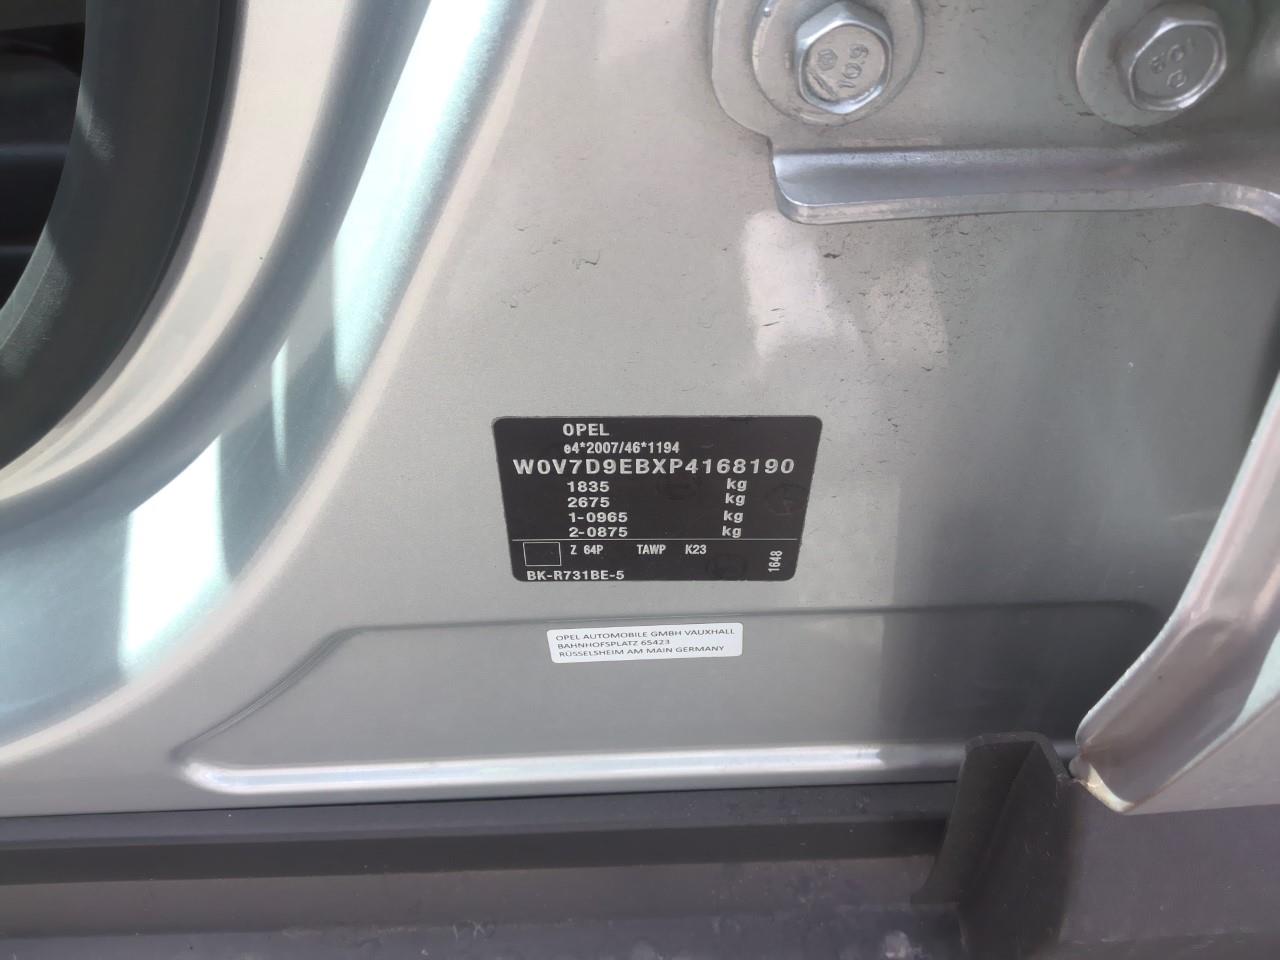 109
10.9
OPEL
e4*2007/46*1194
W0V7D9EBXP4168190
1835 kg
2675 kg
1-0965 kg
2-0875 kg
Z 64P TAWP K23
1648
BK-R731BE-5
OPEL AUTOMOBILE GMBH VAUXHALL
BAHNHOFSPLATZ 65423
RÜSSELSHEIM AM MAIN GERMANY